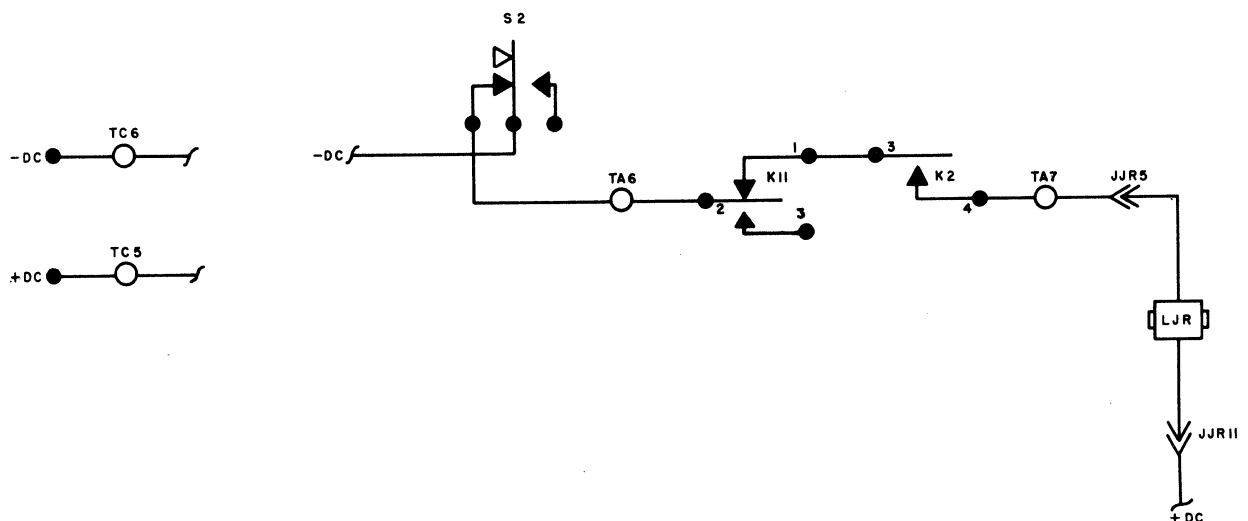 S2
TC6
-DC
-DC
1
3
K11
K2
JJR5
TA6
TA7
2
3
4
TC5
+DC
LJR
JJR11
+DC